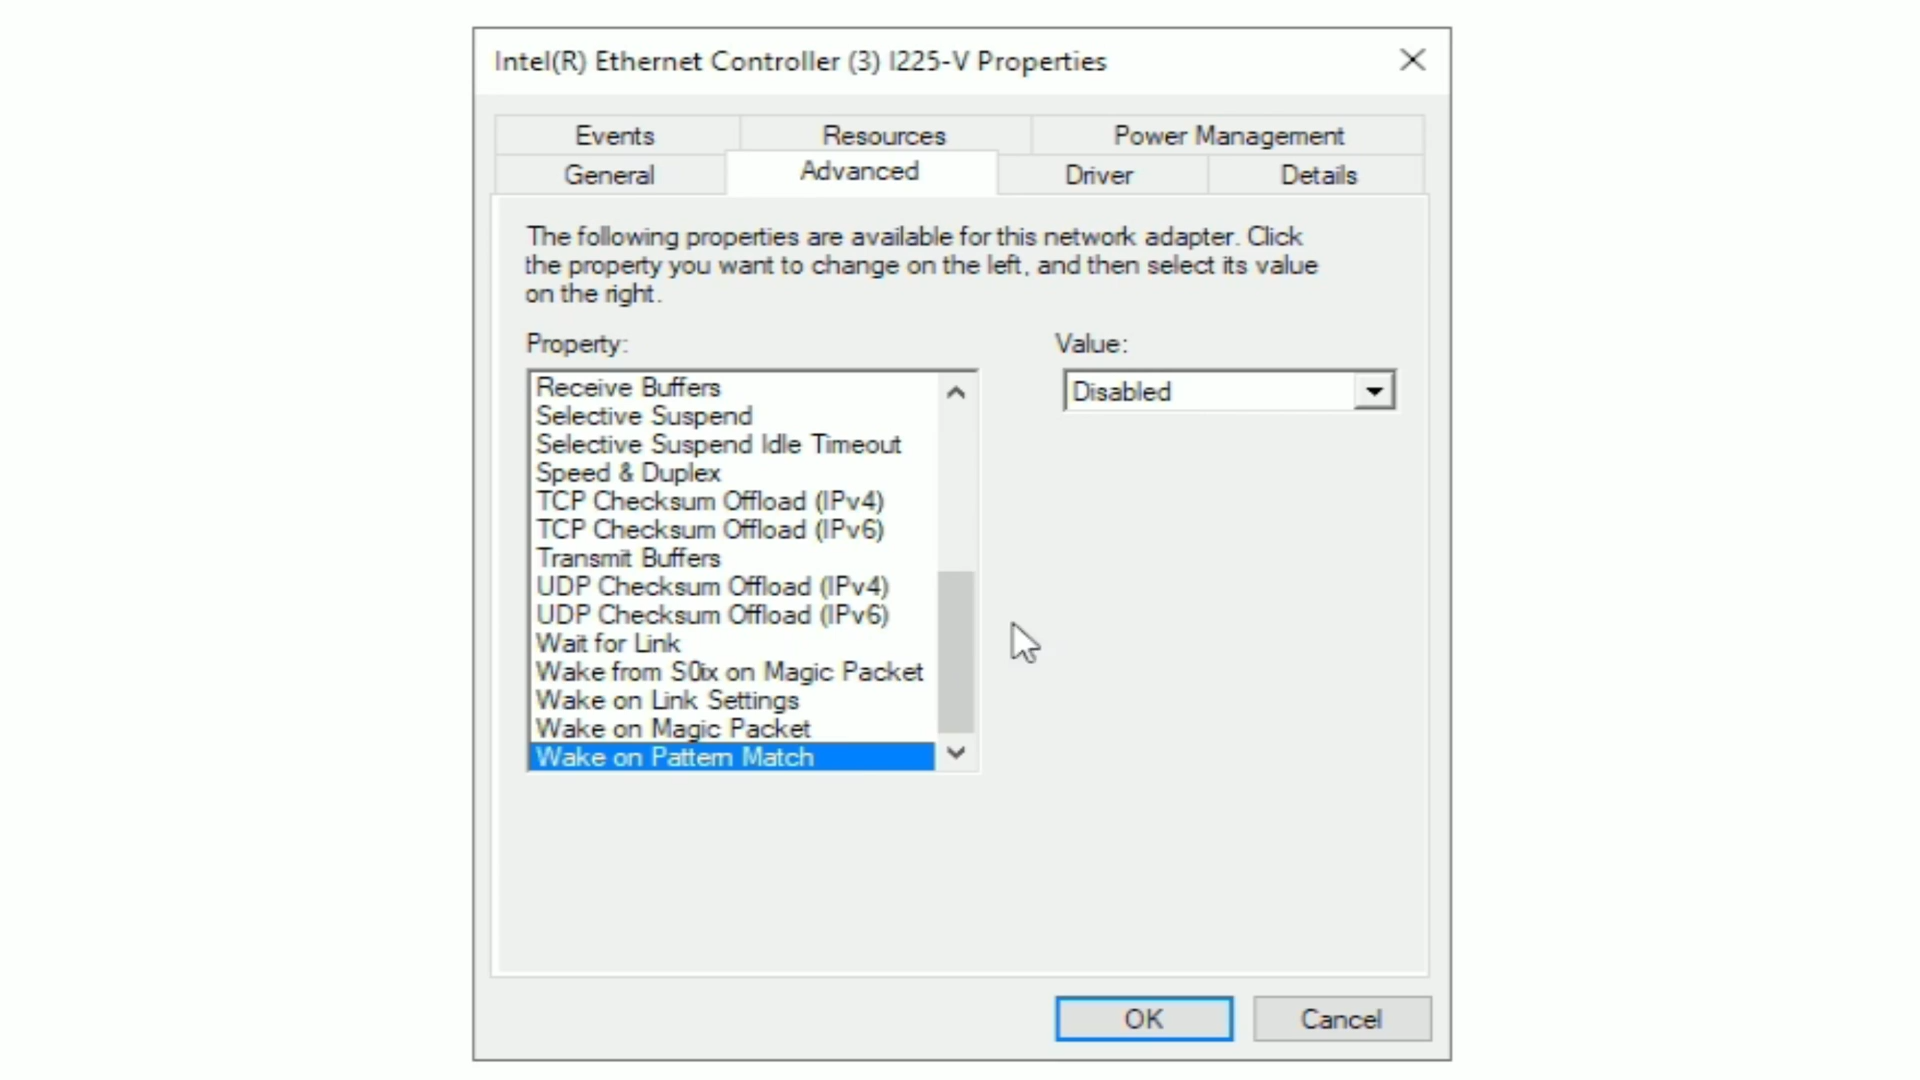 Intel(R) Ethernet Controller (3) I225-V Properties
Events Resources Power Management
General Advanced Driver Details
The following properties are available for this network adapter. Click
the property you want to change on the left, and then select its value
on the right.
Property: Value:
Receive Buffers Disabled
Selective Suspend
Selective Suspend Idle Timeout
Speed & Duplex
TCP Checksum Offload (IPv4)
TCP Checksum Offload (IPv6)
Transmit Buffers
UDP Checksum Offload (IPv4)
UDP Checksum Offload (IPv6)
Wait for Link
Wake from S0ix on Magic Packet
Wake on Link Settings
Wake on Magic Packet
Wake on Pattern Match
OK Cancel